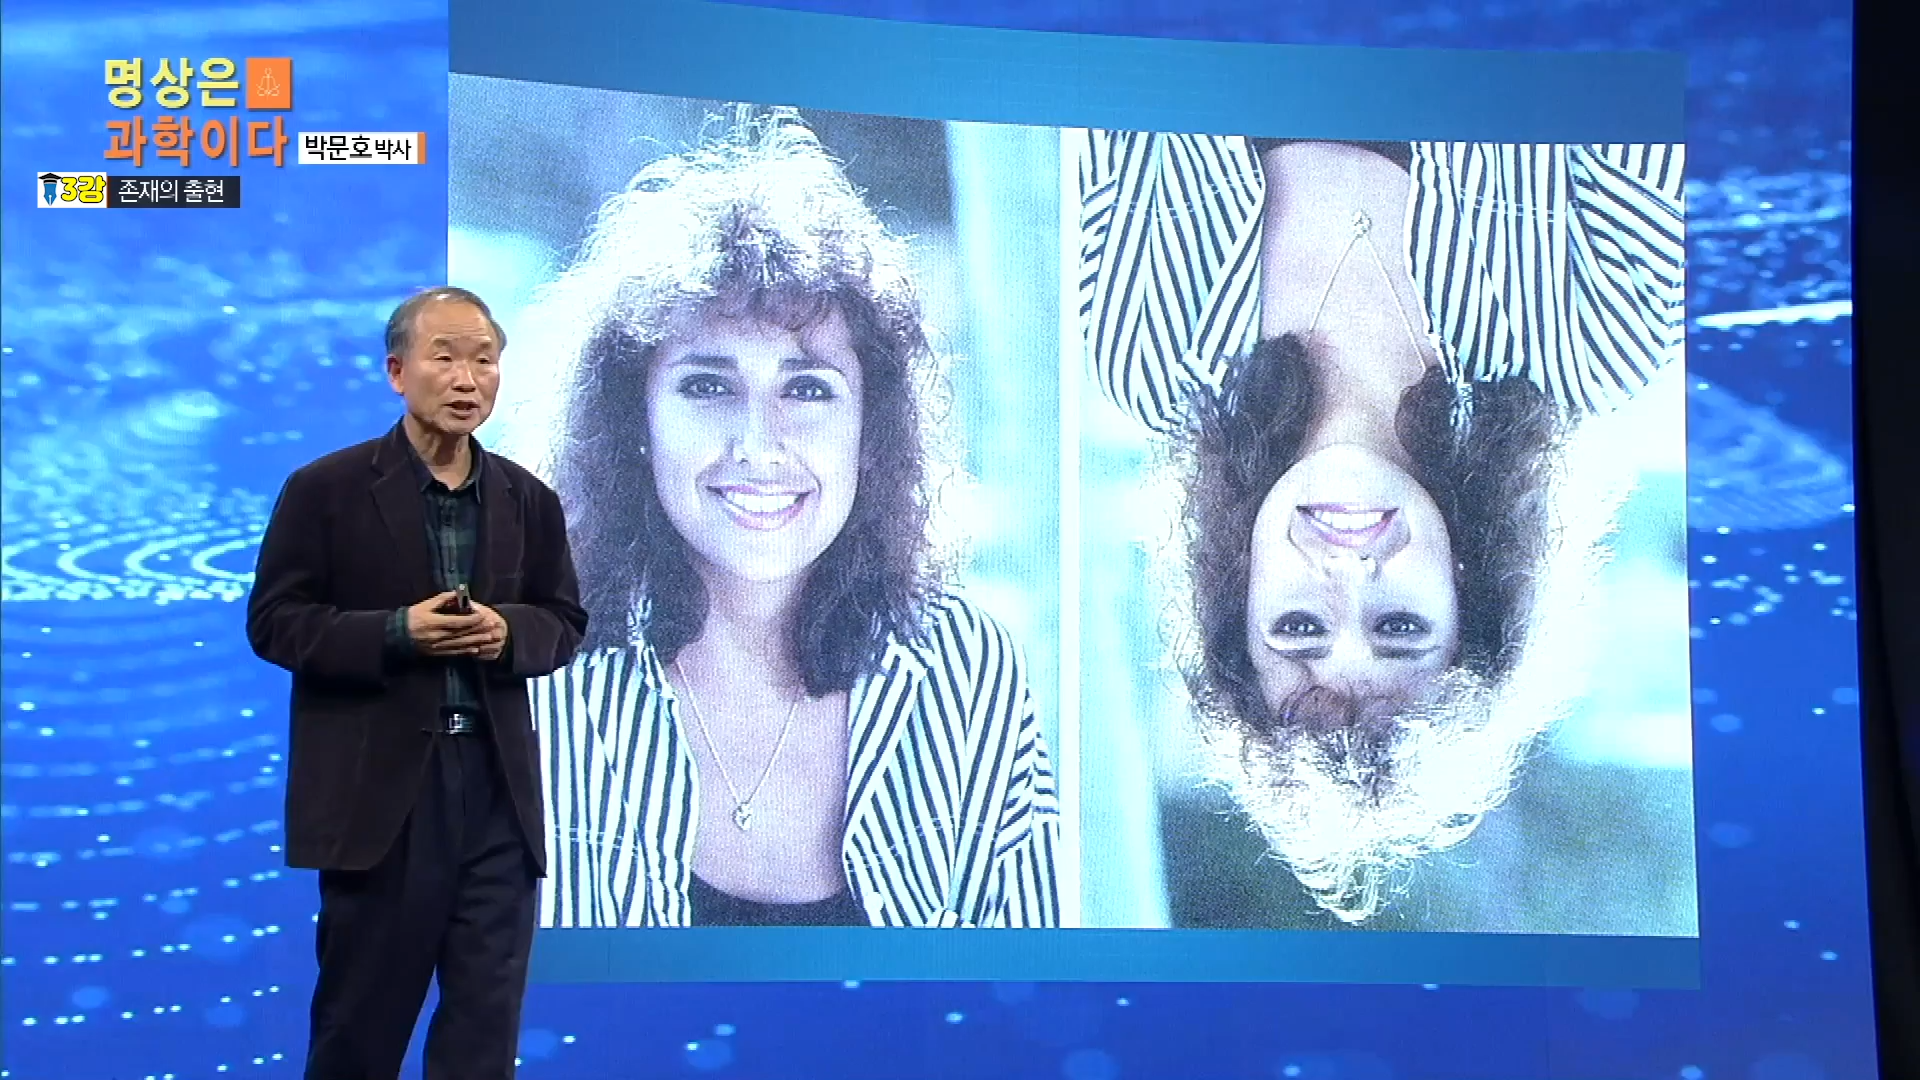 명상은
과학이다
박문호 박사
3강 존재의 출현